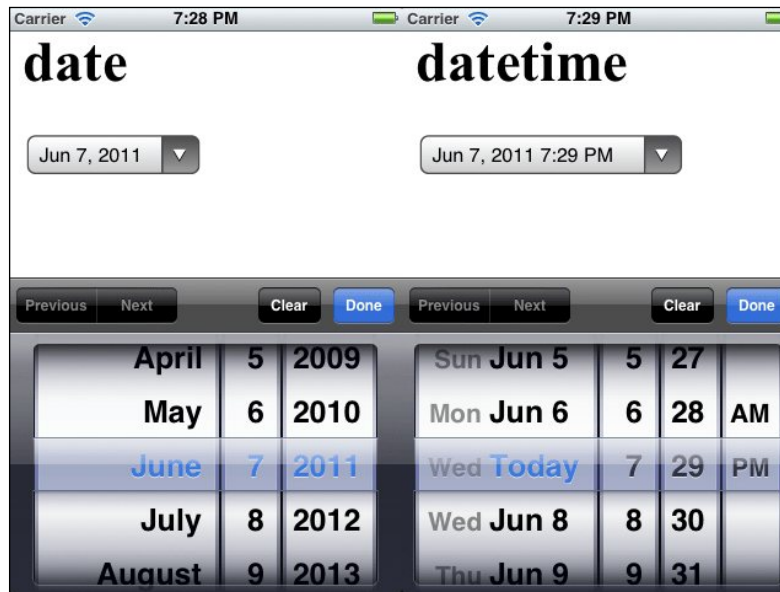 Carrier 7:28 PM
date
Jun 7, 2011
Previous Next Clear Done
April 5 2009
May 6 2010
June 7 2011
July 8 2012
August 9 2013
Carrier 7:29 PM
datetime
Jun 7, 2011 7:29 PM
Previous Next Clear Done
Sun Jun 5 5 27
Mon Jun 6 6 28 AM
Wed Today 7 29 PM
Wed Jun 8 8 30
Thu Jun 9 9 31